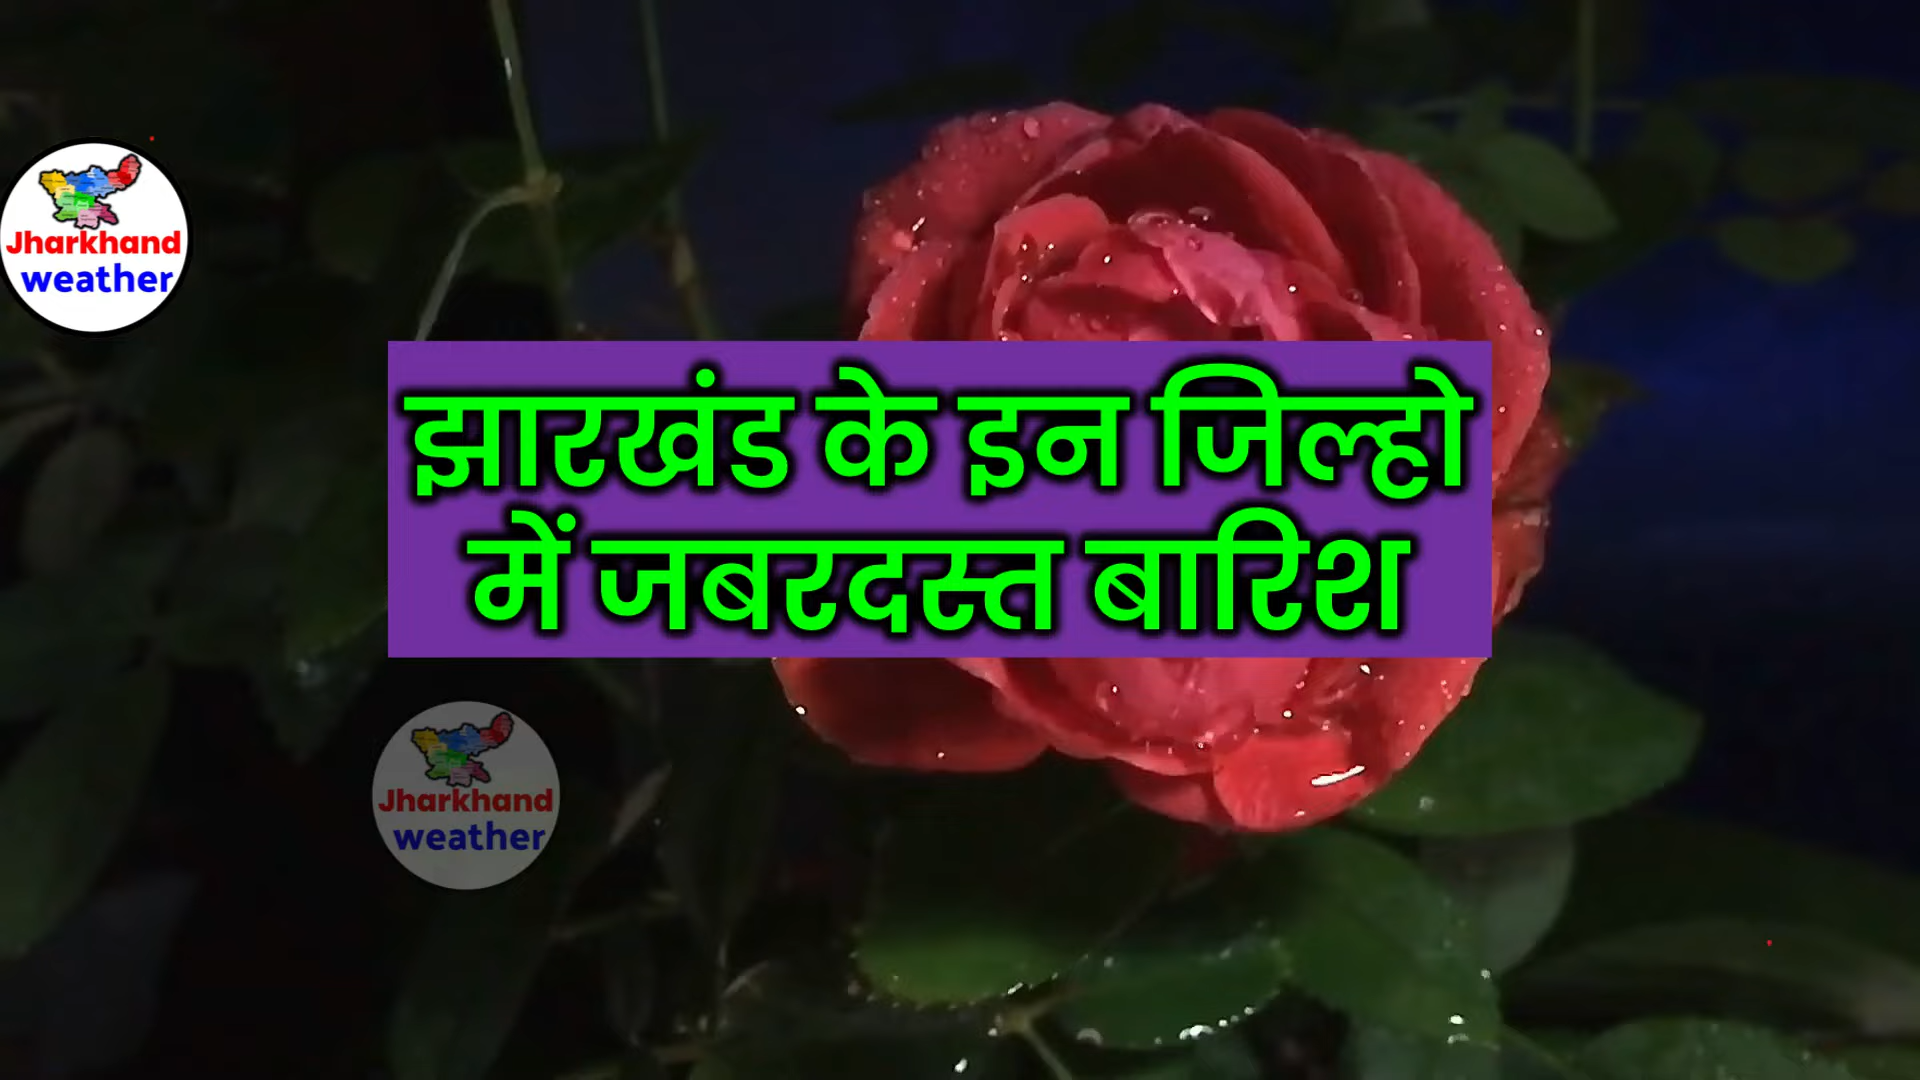 Jharkhand
weather
झारखंड के इन जिल्हो
में जबरदस्त बारिश
Jharkhand
weather